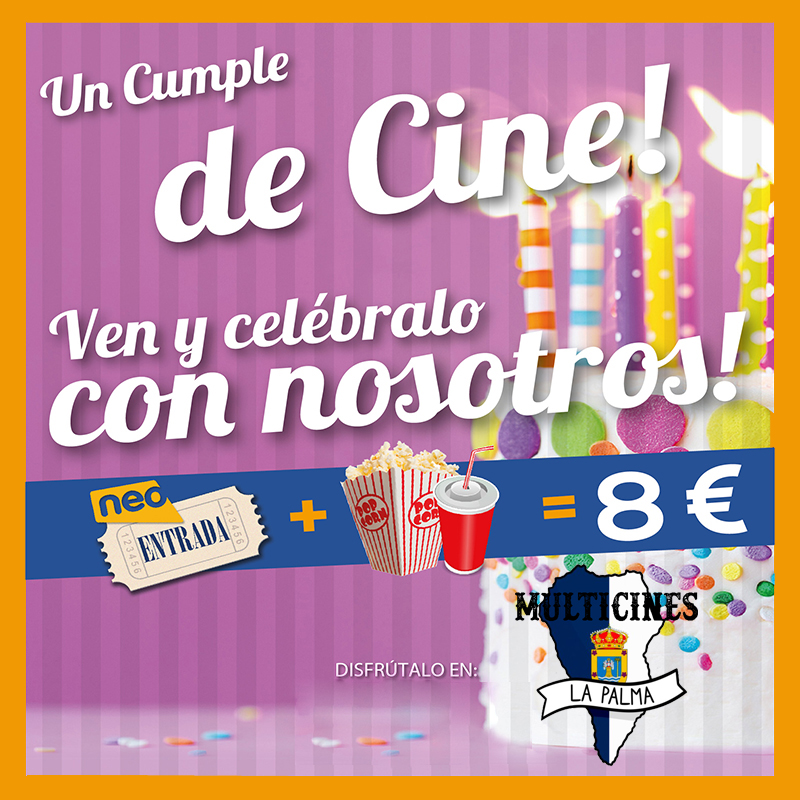 Un Cumple
de Cine!
Ven y celébralo
con nosotros!
neo
ENTRADA
123456
123456
+
POP
CORN
POP
CORN
= 8 €
MULTICINES
DISFRÚTALO EN:
LA PALMA